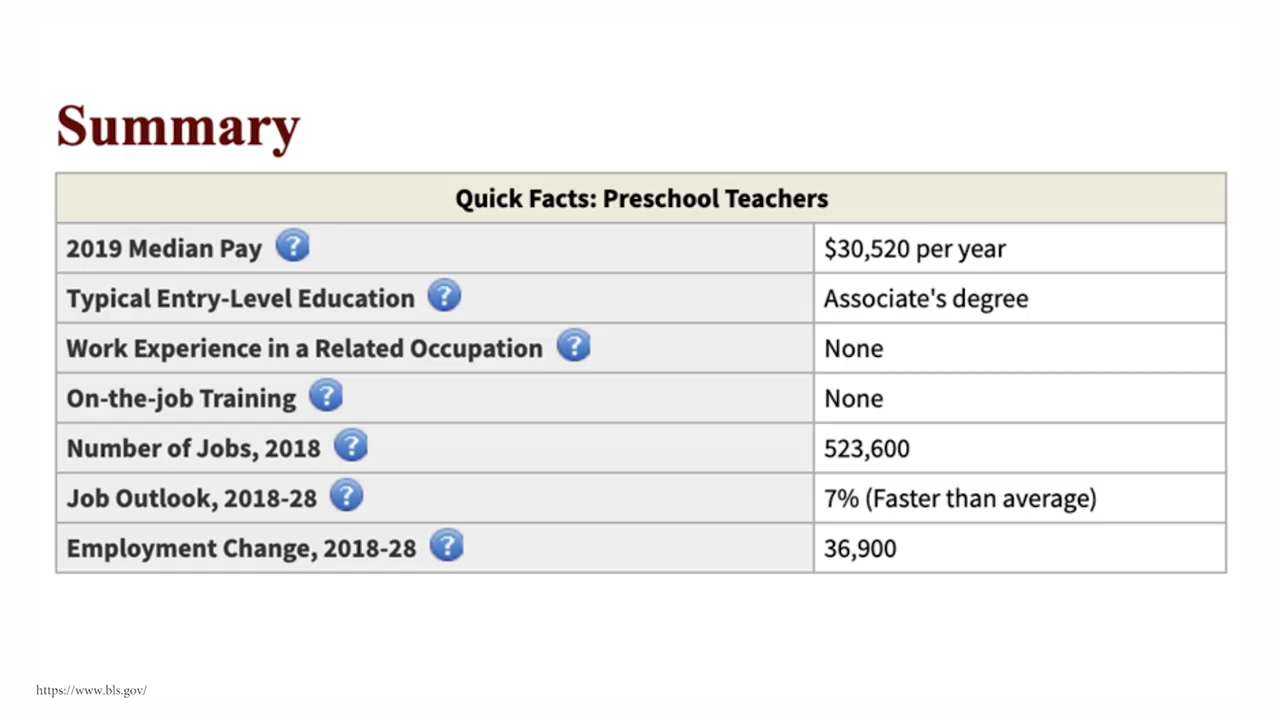 Summary
Quick Facts: Preschool Teachers
2019 Median Pay ? $30,520 per year
Typical Entry-Level Education ? Associate's degree
Work Experience in a Related Occupation ? None
On-the-job Training ? None
Number of Jobs, 2018 ? 523,600
Job Outlook, 2018-28 ? 7% (Faster than average)
Employment Change, 2018-28 ? 36,900
https://www.bls.gov/